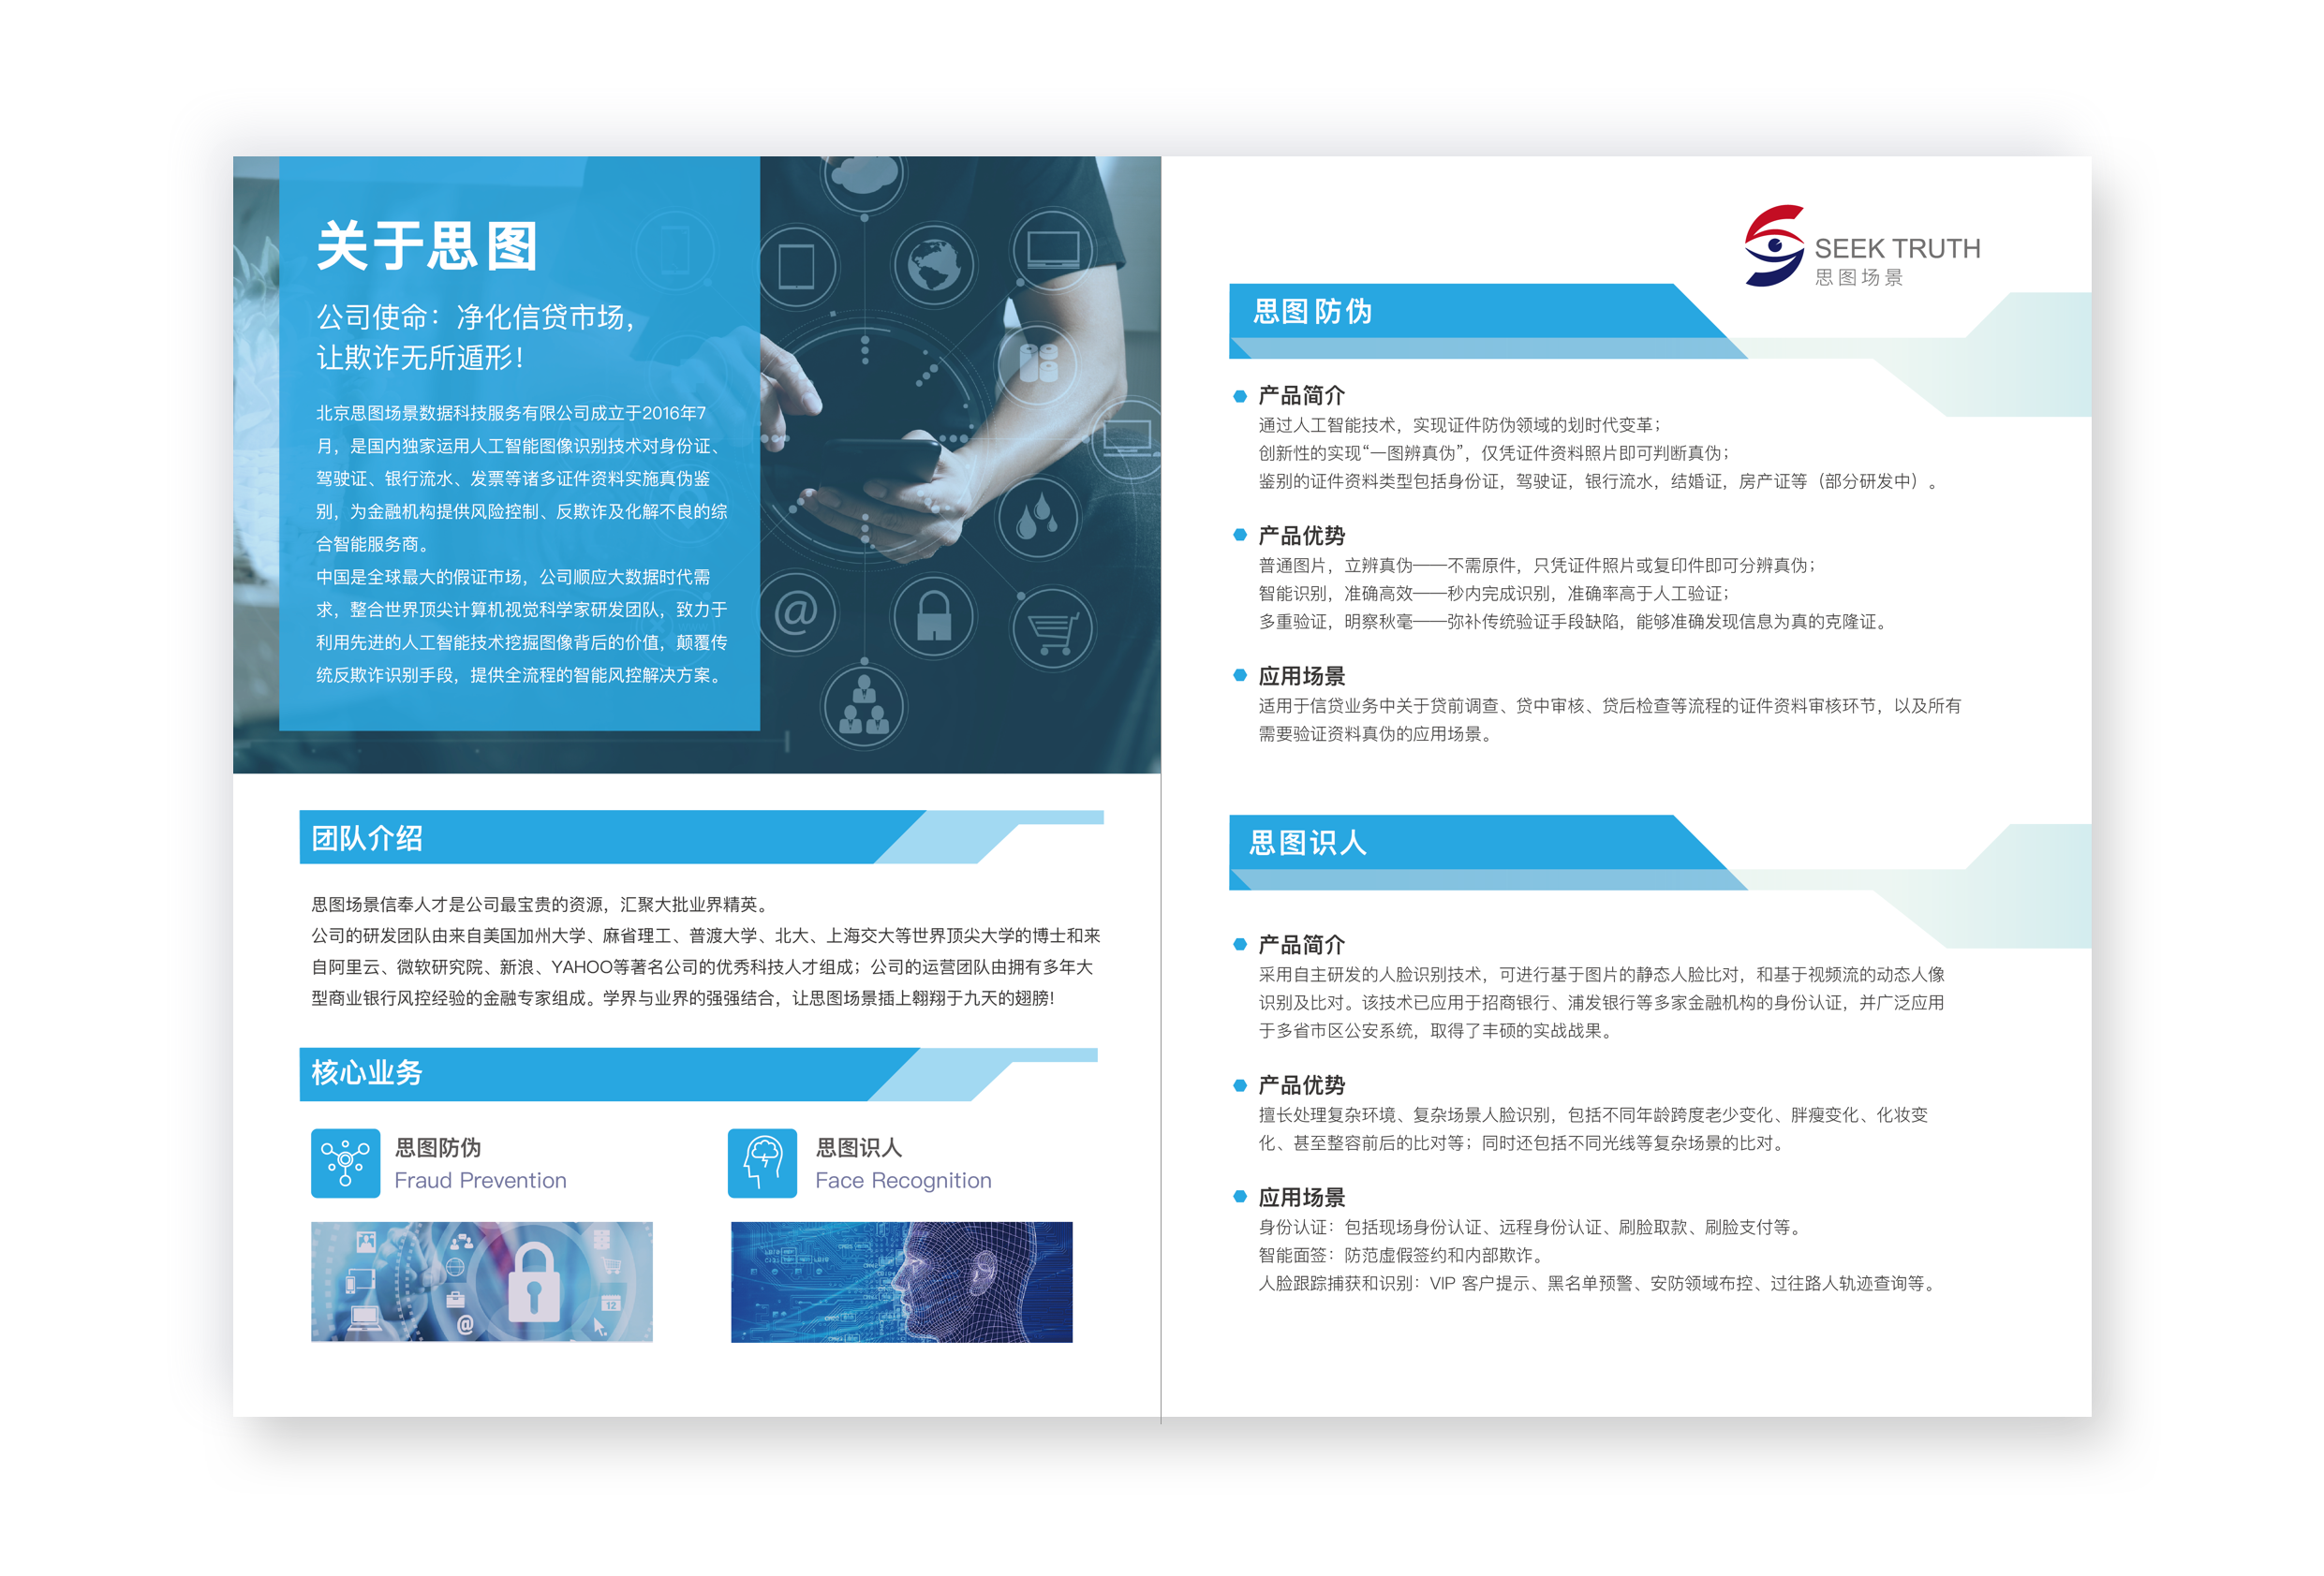 关于思图
公司使命：净化信贷市场，
让欺诈无所遁形！
北京思图场景数据科技服务有限公司成立于2016年7
月，是国内独家运用人工智能图像识别技术对身份证、
驾驶证、银行流水、发票等诸多证件资料实施真伪鉴
别，为金融机构提供风险控制、反欺诈及化解不良的综
合智能服务商。
中国是全球最大的假证市场，公司顺应大数据时代需
求，整合世界顶尖计算机视觉科学家研发团队，致力于
利用先进的人工智能技术挖掘图像背后的价值，颠覆传
统反欺诈识别手段，提供全流程的智能风控解决方案。
@
团队介绍
思图场景信奉人才是公司最宝贵的资源，汇聚大批业界精英。
公司的研发团队由来自美国加州大学、麻省理工、普渡大学、北大、上海交大等世界顶尖大学的博士和来
自阿里云、微软研究院、新浪、YAHOO等著名公司的优秀科技人才组成；公司的运营团队由拥有多年大
型商业银行风控经验的金融专家组成。学界与业界的强强结合，让思图场景插上翱翔于九天的翅膀!
核心业务
思图防伪
Fraud Prevention
思图识人
Face Recognition
12
@
SEEK TRUTH
思图场景
思图防伪
产品简介
通过人工智能技术，实现证件防伪领域的划时代变革；
创新性的实现“一图辨真伪”，仅凭证件资料照片即可判断真伪；
鉴别的证件资料类型包括身份证，驾驶证，银行流水，结婚证，房产证等（部分研发中）。
产品优势
普通图片，立辨真伪——不需原件，只凭证件照片或复印件即可分辨真伪；
智能识别，准确高效——秒内完成识别，准确率高于人工验证；
多重验证，明察秋毫——弥补传统验证手段缺陷，能够准确发现信息为真的克隆证。
应用场景
适用于信贷业务中关于贷前调查、贷中审核、贷后检查等流程的证件资料审核环节，以及所有
需要验证资料真伪的应用场景。
思图识人
产品简介
采用自主研发的人脸识别技术，可进行基于图片的静态人脸比对，和基于视频流的动态人像
识别及比对。该技术已应用于招商银行、浦发银行等多家金融机构的身份认证，并广泛应用
于多省市区公安系统，取得了丰硕的实战战果。
产品优势
擅长处理复杂环境、复杂场景人脸识别，包括不同年龄跨度老少变化、胖瘦变化、化妆变
化、甚至整容前后的比对等；同时还包括不同光线等复杂场景的比对。
应用场景
身份认证：包括现场身份认证、远程身份认证、刷脸取款、刷脸支付等。
智能面签：防范虚假签约和内部欺诈。
人脸跟踪捕获和识别：VIP 客户提示、黑名单预警、安防领域布控、过往路人轨迹查询等。